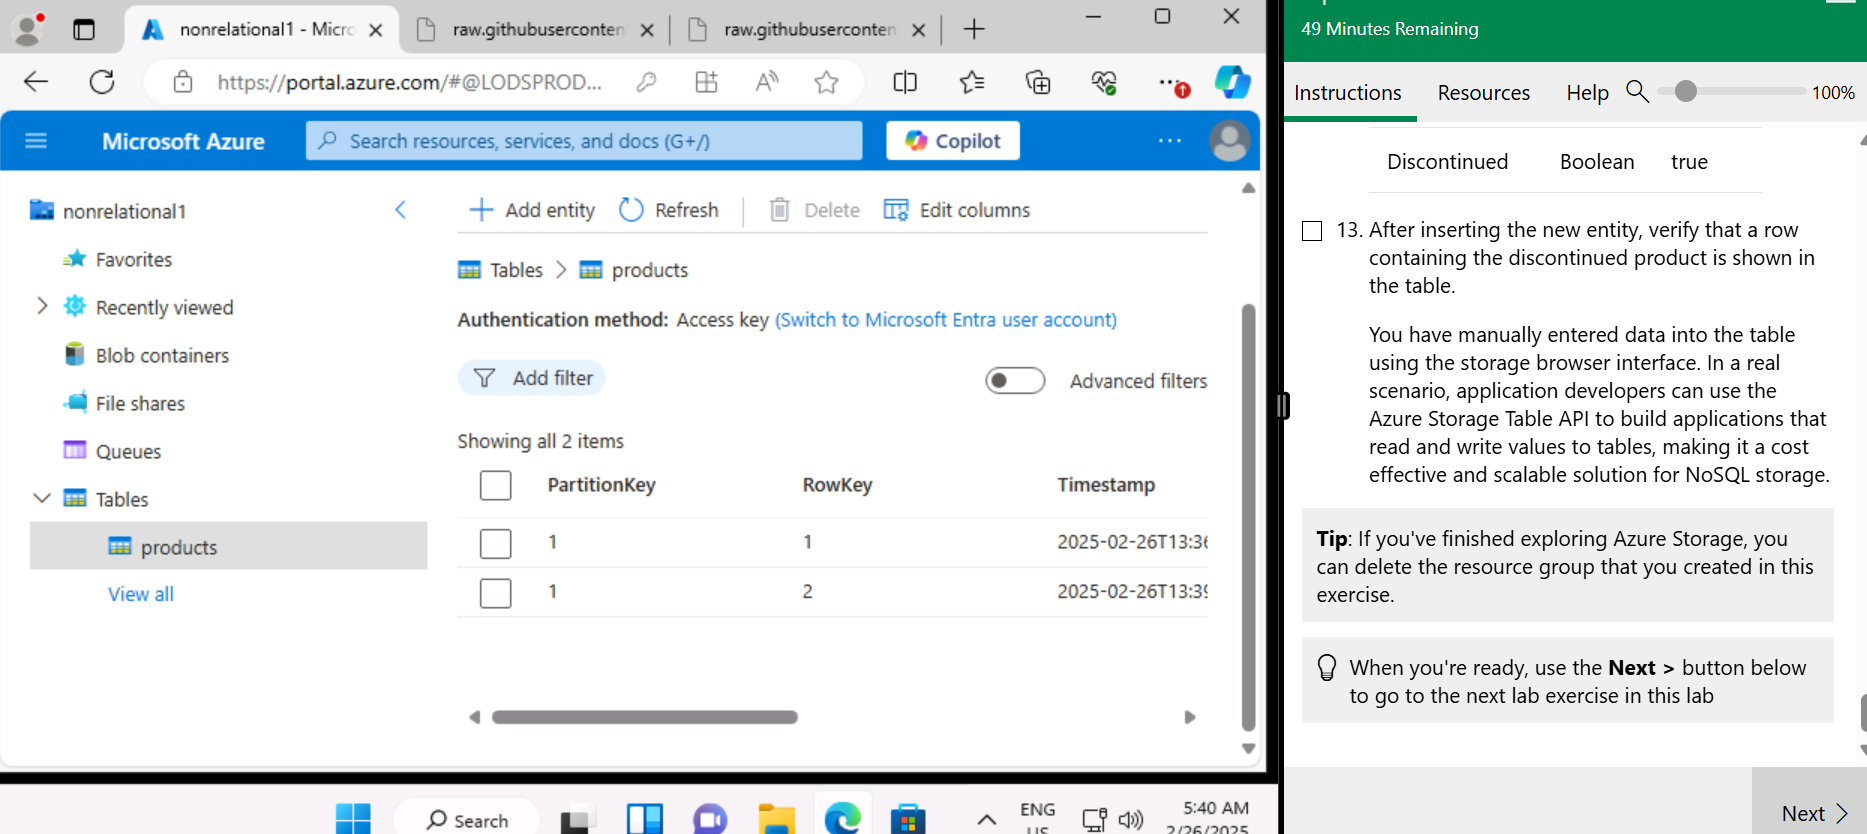 nonrelational1 - Micro
raw.githubuserconten
raw.githubuserconten
https://portal.azure.com/#@LODSPROD...
Microsoft Azure
Search resources, services, and docs (G+/)
Copilot
nonrelational1
Favorites
Recently viewed
Blob containers
File shares
Queues
Tables
products
View all
Add entity
Refresh
Delete
Edit columns
Tables > products
Authentication method: Access key (Switch to Microsoft Entra user account)
Add filter
Advanced filters
Showing all 2 items
PartitionKey RowKey Timestamp
1 1 2025-02-26T13:36
1 2 2025-02-26T13:39
Search
ENG
US
5:40 AM
2/26/2025
49 Minutes Remaining
Instructions
Resources
Help
100%
Discontinued Boolean true
13. After inserting the new entity, verify that a row
containing the discontinued product is shown in
the table.
You have manually entered data into the table
using the storage browser interface. In a real
scenario, application developers can use the
Azure Storage Table API to build applications that
read and write values to tables, making it a cost
effective and scalable solution for NoSQL storage.
Tip: If you've finished exploring Azure Storage, you
can delete the resource group that you created in this
exercise.
When you're ready, use the Next > button below
to go to the next lab exercise in this lab
Next >